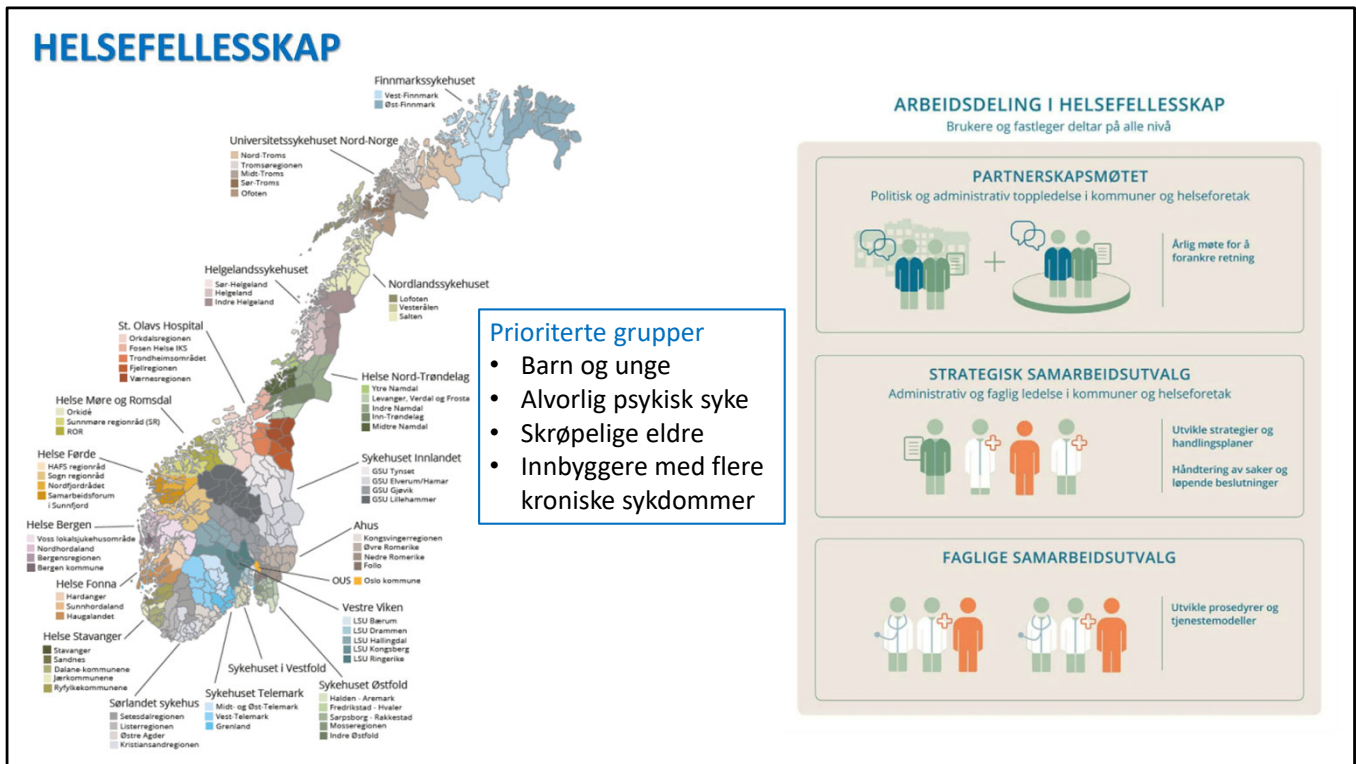 HELSEFELLESSKAP
Finnmarkssykehuset
Vest-Finnmark
Øst-Finnmark
Universitetssykehuset Nord-Norge
Nord-Troms
Tromsøregionen
Midt-Troms
Sør-Troms
Ofoten
Helgelandssykehuset
Sør-Helgeland
Helgeland
Indre Helgeland
Nordlandssykehuset
Lofoten
Vesterålen
Salten
St. Olavs Hospital
Orkdalsregionen
Fosen Helse IKS
Trondheimsområdet
Fjellregionen
Værnesregionen
Helse Nord-Trøndelag
Ytre Namdal
Levanger, Verdal og Frosta
Indre Namdal
Inn-Trøndelag
Midtre Namdal
Helse Møre og Romsdal
Orkidé
Sunnmøre regionråd (SR)
ROR
Helse Førde
HAFS regionråd
Sogn regionråd
Nordfjordrådet
Samarbeidsforum
i Sunnfjord
Sykehuset Innlandet
GSU Tynset
GSU Elverum/Hamar
GSU Gjøvik
GSU Lillehammer
Helse Bergen
Voss lokalsjukehusområde
Nordhordaland
Bergensregionen
Bergen kommune
Ahus
Kongsvingerregionen
Øvre Romerike
Nedre Romerike
Follo
OUS
Oslo kommune
Helse Fonna
Hardanger
Sunnhordaland
Haugalandet
Vestre Viken
LSU Bærum
LSU Drammen
LSU Hallingdal
LSU Kongsberg
LSU Ringerike
Helse Stavanger
Stavanger
Sandnes
Dalane-kommunene
Jærkommunene
Ryfylkekommunene
Sykehuset i Vestfold
Sørlandet sykehus
Setesdalregionen
Listerregionen
Østre Agder
Kristiansandregionen
Sykehuset Telemark
Midt- og Øst-Telemark
Vest-Telemark
Grenland
Sykehuset Østfold
Halden - Aremark
Fredrikstad - Hvaler
Sarpsborg - Rakkestad
Mosseregionen
Indre Østfold
Prioriterte grupper
• Barn og unge
• Alvorlig psykisk syke
• Skrøpelige eldre
• Innbyggere med flere
kroniske sykdommer
ARBEIDSDELING I HELSEFELLESKAP
Brukere og fastleger deltar på alle nivå
PARTNERSKAPSMØTET
Politisk og administrativ toppledelse i kommuner og helseforetak
Årlig møte for å
forankre retning
STRATEGISK SAMARBEIDSUTVALG
Administrativ og faglig ledelse i kommuner og helseforetak
Utvikle strategier og
handlingsplaner
Håndtering av saker og
løpende beslutninger
FAGLIGE SAMARBEIDSUTVALG
Utvikle prosedyrer og
tjenestemodeller